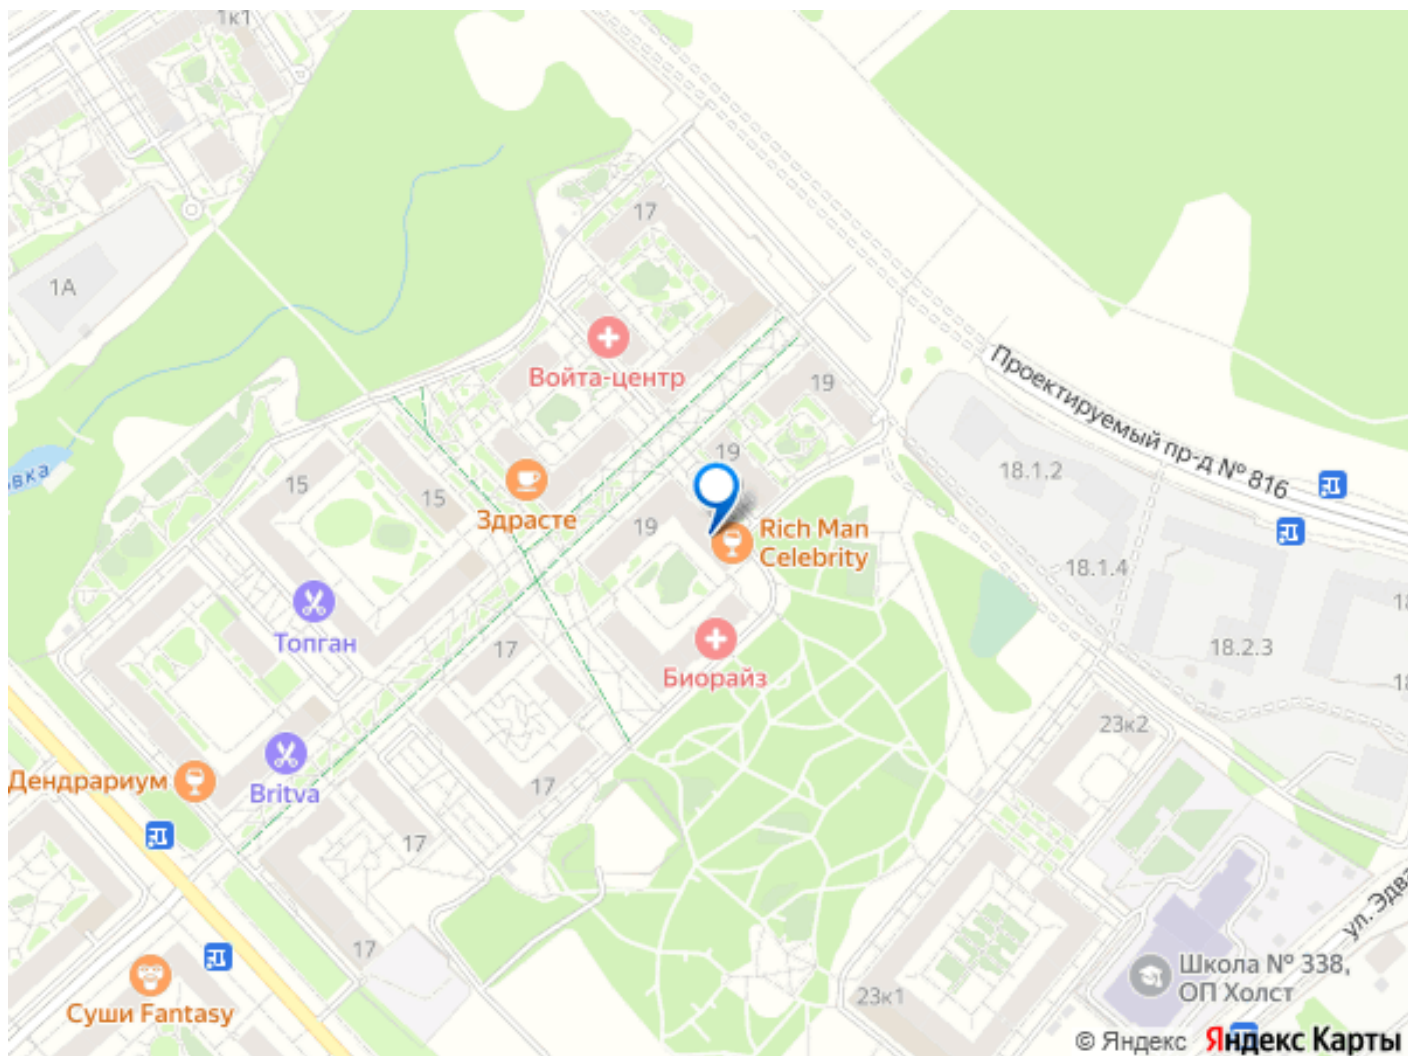 1к1
17
1А
Войта-центр
19
Проектируемый пр-д № 816
19
18.1.2
15
15
Здрасте
19
Rich Man
Celebrity
18.1.4
Топган
17
Биорайз
18.2.3
23к2
Дендрариум
Britva
17
17
17
ул. Эдва
Суши Fantasy
23к1
Школа № 338,
ОП Холст
© Яндекс Яндекс Карты